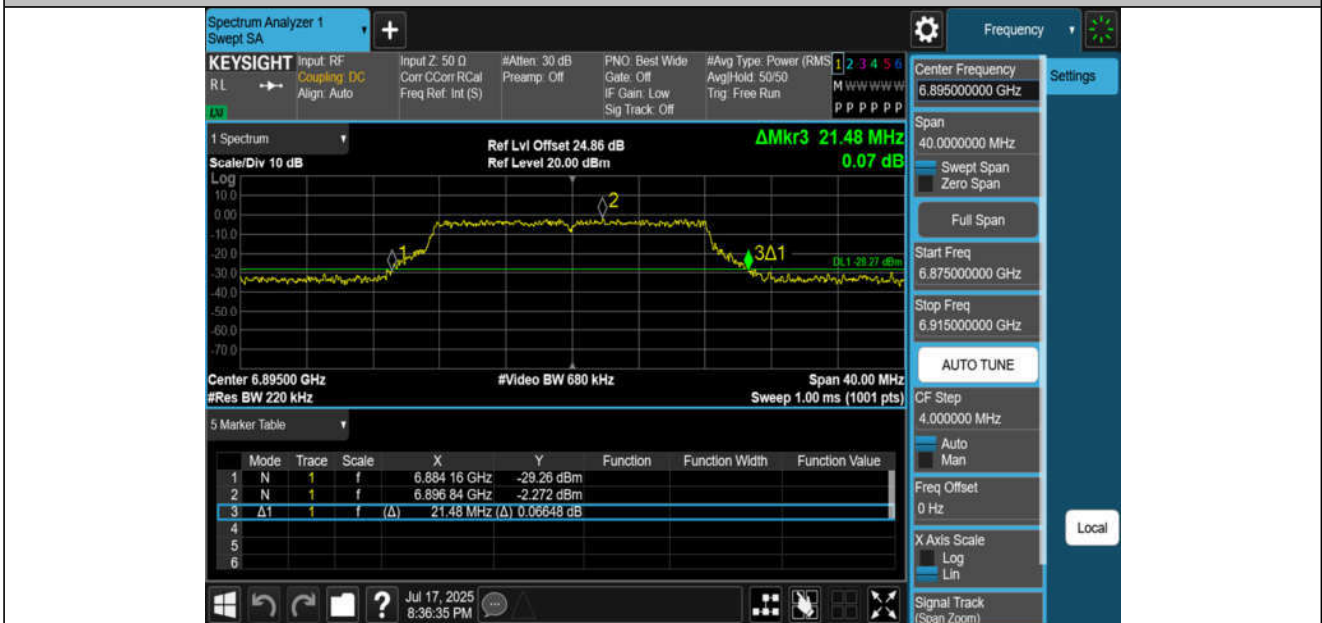 Spectrum Analyzer 1
Swept SA
+
Frequency
KEYSIGHT
RL
LXI
Input: RF
Coupling: DC
Align: Auto
Input Z: 50 Ω
Corr CCorr RCal
Freq Ref: Int (S)
#Atten: 30 dB
Preamp: Off
PNO: Best Wide
Gate: Off
IF Gain: Low
Sig Track: Off
#Avg Type: Power (RMS
Avg|Hold: 50/50
Trig: Free Run
1 2 3 4 5 6
M W W W W W
P P P P P P
1 Spectrum
Scale/Div 10 dB
Ref Lvl Offset 24.86 dB
Ref Level 20.00 dBm
ΔMkr3 21.48 MHz
0.07 dB
Log
10.0
0.00
-10.0
-20.0
-30.0
-40.0
-50.0
-60.0
-70.0
1
2
3Δ1
DL1 -28.27 dBm
Center 6.89500 GHz
#Res BW 220 kHz
#Video BW 680 kHz
Span 40.00 MHz
Sweep 1.00 ms (1001 pts)
5 Marker Table
Mode Trace Scale X Y Function Function Width Function Value
1 N 1 f 6.884 16 GHz -29.26 dBm
2 N 1 f 6.896 84 GHz -2.272 dBm
3 Δ1 1 f (Δ) 21.48 MHz (Δ) 0.06648 dB
4
5
6
?
Jul 17, 2025
8:36:35 PM
Center Frequency
6.895000000 GHz
Settings
Span
40.0000000 MHz
Swept Span
Zero Span
Full Span
Start Freq
6.875000000 GHz
Stop Freq
6.915000000 GHz
AUTO TUNE
CF Step
4.000000 MHz
Auto
Man
Freq Offset
0 Hz
X Axis Scale
Log
Lin
Local
Signal Track
(Span Zoom)